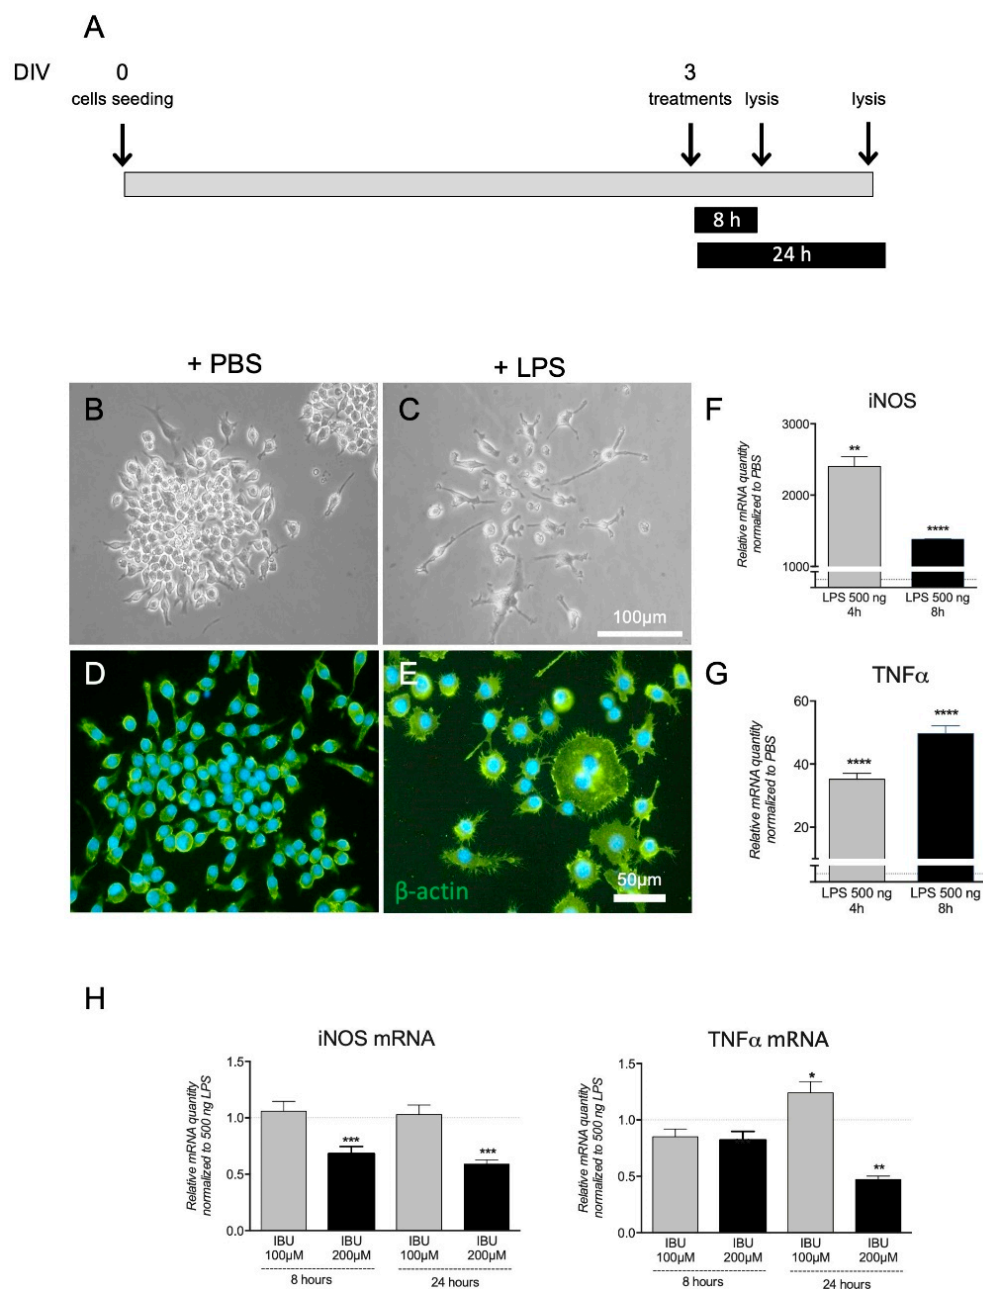 A
DIV 0 3
cells seeding treatments lysis lysis
8 h
24 h
+ PBS + LPS
B
C
100µm
D
E
β-actin
50µm
F
iNOS
Relative mRNA quantity
normalized to PBS
3000
2000
1000
**
****
LPS 500 ng LPS 500 ng
4h 8h
G
TNFα
Relative mRNA quantity
normalized to PBS
60
40
20
****
****
LPS 500 ng LPS 500 ng
4h 8h
H
iNOS mRNA
Relative mRNA quantity
normalized to 500 ng LPS
1.5
1.0
0.5
0.0
***
***
IBU IBU IBU IBU
100µM 200µM 100µM 200µM
8 hours 24 hours
TNFα mRNA
Relative mRNA quantity
normalized to 500 ng LPS
1.5
1.0
0.5
0.0
*
**
IBU IBU IBU IBU
100µM 200µM 100µM 200µM
8 hours 24 hours